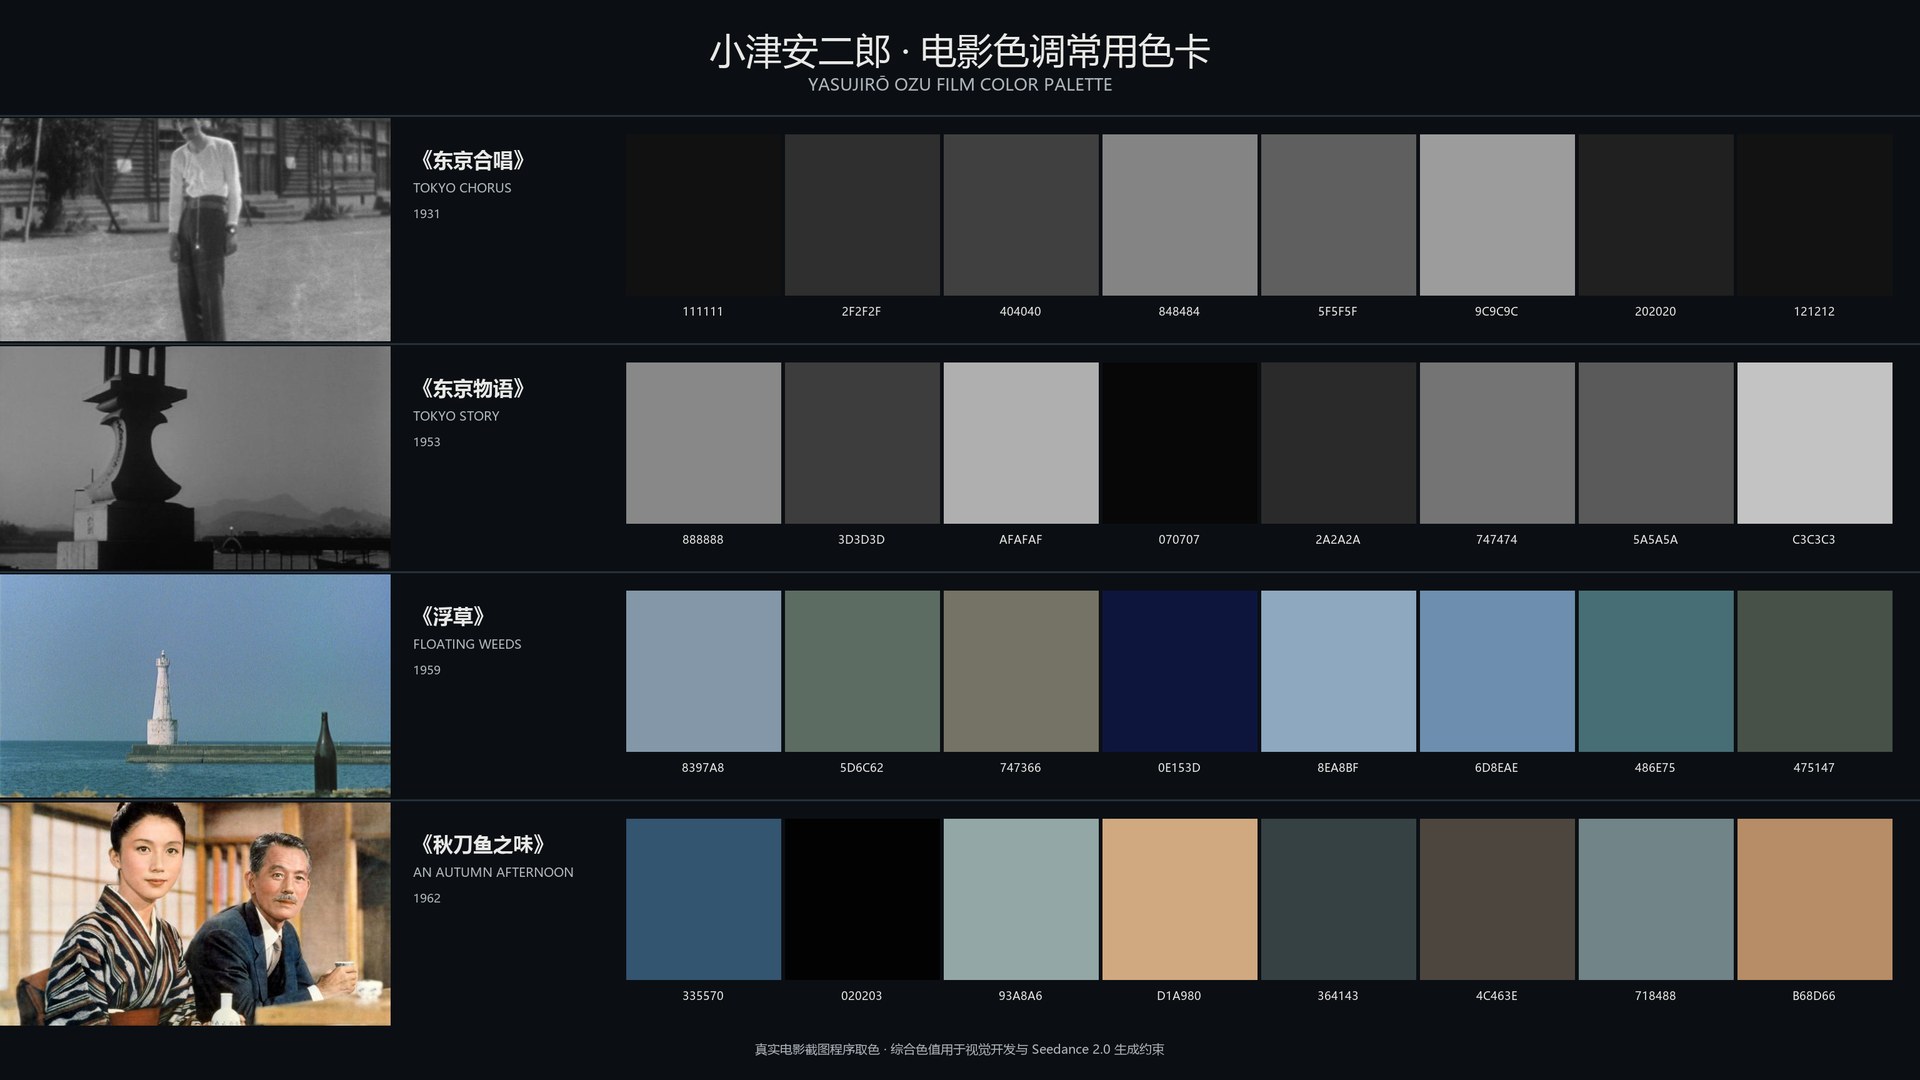 小津安二郎 · 电影色调常用色卡
YASUJIRŌ OZU FILM COLOR PALETTE
《东京合唱》
TOKYO CHORUS
1931
111111 2F2F2F 404040 848484 5F5F5F 9C9C9C 202020 121212
《东京物语》
TOKYO STORY
1953
888888 3D3D3D AFAFAF 070707 2A2A2A 747474 5A5A5A C3C3C3
《浮草》
FLOATING WEEDS
1959
8397A8 5D6C62 747366 0E153D 8EA8BF 6D8EAE 486E75 475147
《秋刀鱼之味》
AN AUTUMN AFTERNOON
1962
335570 020203 93A8A6 D1A980 364143 4C463E 718488 B68D66
真实电影截图程序取色 · 综合色值用于视觉开发与 Seedance 2.0 生成约束